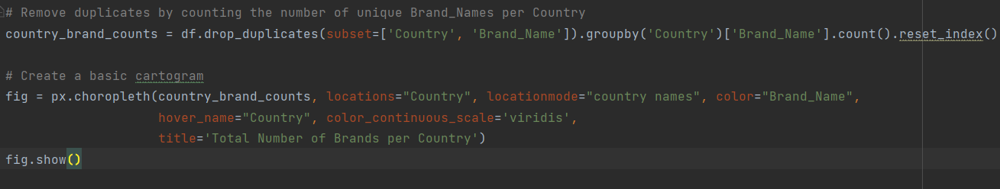 # Remove duplicates by counting the number of unique Brand_Names per Country
country_brand_counts = df.drop_duplicates(subset=['Country', 'Brand_Name']).groupby('Country')['Brand_Name'].count().reset_index()
# Create a basic cartogram
fig = px.choropleth(country_brand_counts, locations="Country", locationmode="country names", color="Brand_Name",
hover_name="Country", color_continuous_scale='viridis',
title='Total Number of Brands per Country')
fig.show()